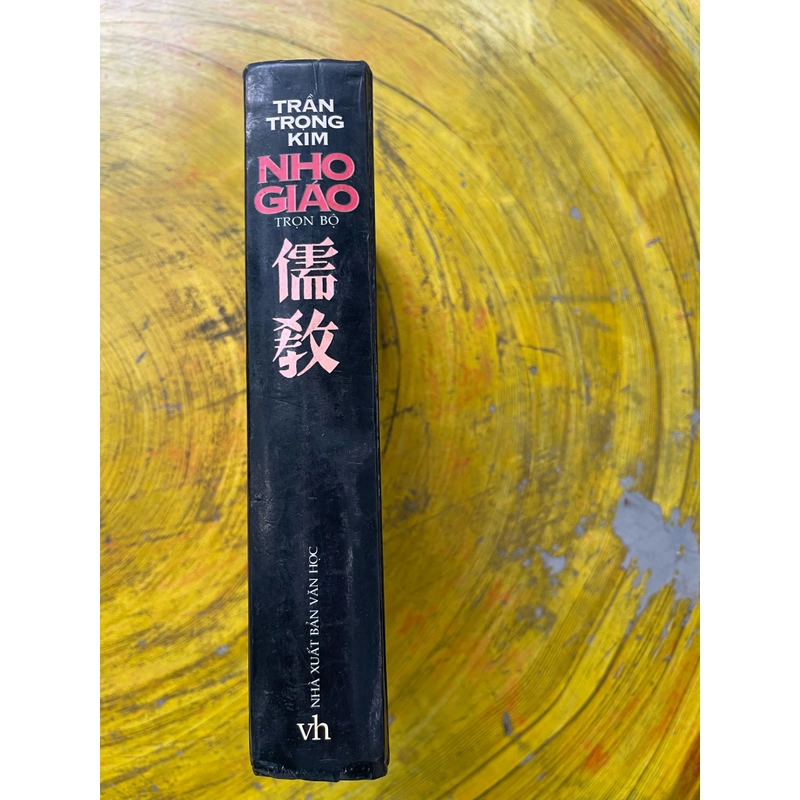 TRẦN
TRỌNG
KIM
NHO
GIÁO
TRỌN BỘ
儒
教
NHÀ XUẤT BẢN VĂN HỌC
vh